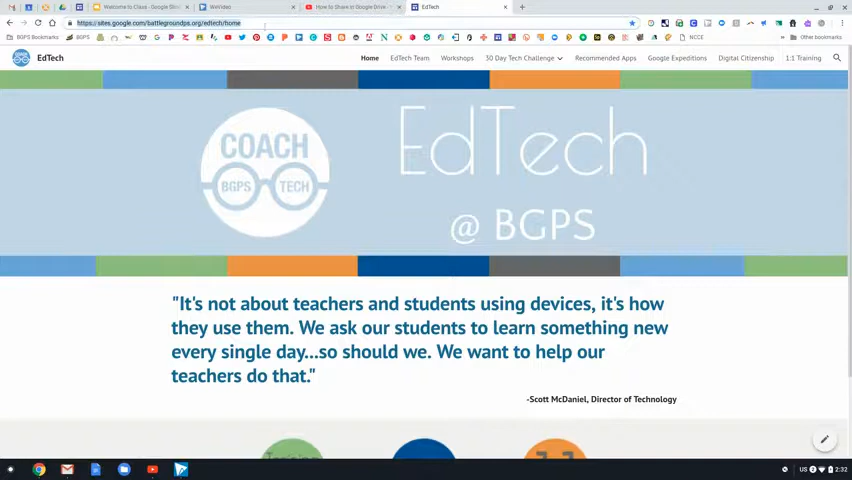 Welcome to Class - Google Slide
WeVideo
How to Share in Google Drive -
EdTech
https://sites.google.com/battlegroundps.org/edtech/home
BGPS Bookmarks
BGPS
NCCE
Other bookmarks
EdTech
Home
EdTech Team
Workshops
30 Day Tech Challenge
Recommended Apps
Google Expeditions
Digital Citizenship
1:1 Training
COACH
BGPS TECH
EdTech
@ BGPS
"It's not about teachers and students using devices, it's how
they use them. We ask our students to learn something new
every single day...so should we. We want to help our
teachers do that."
-Scott McDaniel, Director of Technology
Training
US
2:32